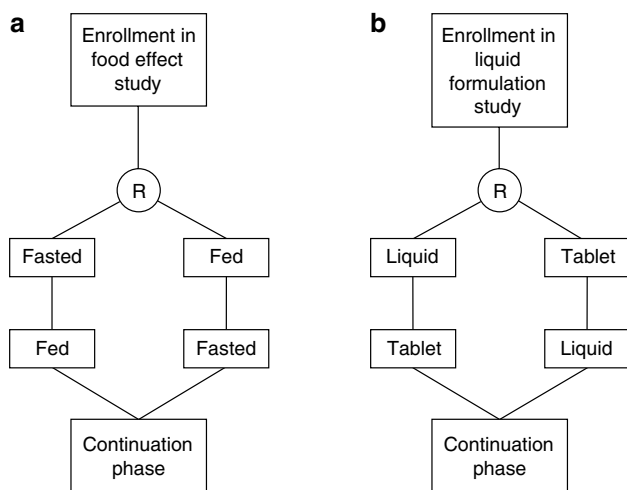 a
Enrollment in
food effect
study
R
Fasted
Fed
Fed
Fasted
Continuation
phase
b
Enrollment in
liquid
formulation
study
R
Liquid
Tablet
Tablet
Liquid
Continuation
phase